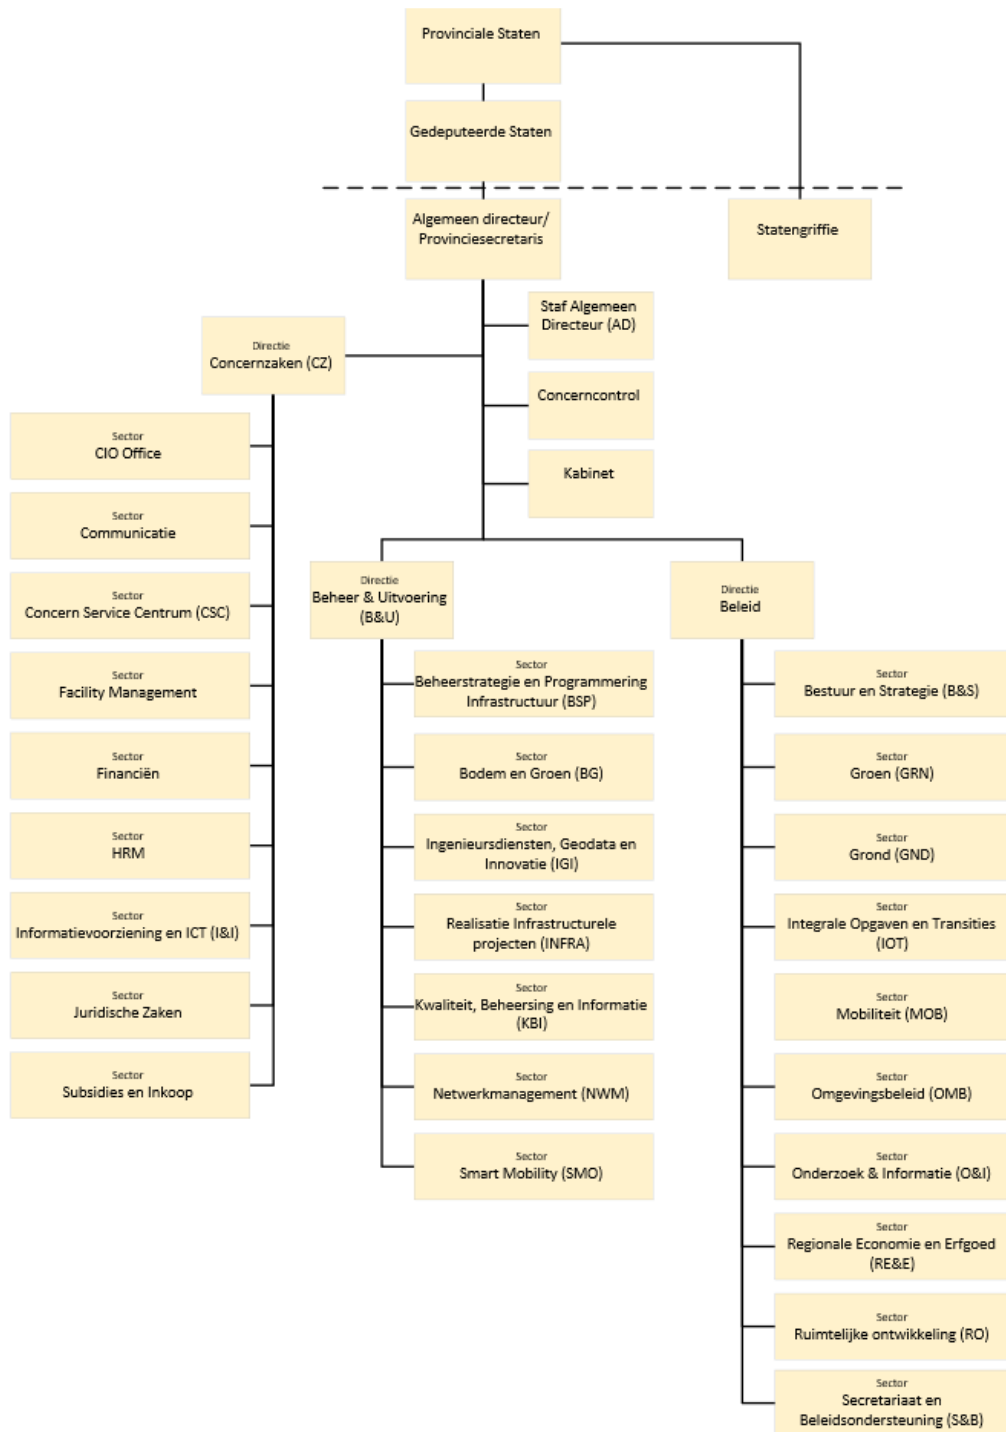 Provinciale Staten
Gedeputeerde Staten
Algemeen directeur/
Provinciesecretaris
Statengriffie
Staf Algemeen
Directeur (AD)
Concerncontrol
Kabinet
Directie
Concernzaken (CZ)
Sector
CIO Office
Sector
Communicatie
Sector
Concern Service Centrum (CSC)
Sector
Facility Management
Sector
Financiën
Sector
HRM
Sector
Informatievoorziening en ICT (I&I)
Sector
Juridische Zaken
Sector
Subsidies en Inkoop
Directie
Beheer & Uitvoering
(B&U)
Sector
Beheerstrategie en Programmering
Infrastructuur (BSP)
Sector
Bodem en Groen (BG)
Sector
Ingenieursdiensten, Geodata en
Innovatie (IGI)
Sector
Realisatie Infrastructurele
projecten (INFRA)
Sector
Kwaliteit, Beheersing en Informatie
(KBI)
Sector
Netwerkmanagement (NWM)
Sector
Smart Mobility (SMO)
Directie
Beleid
Sector
Bestuur en Strategie (B&S)
Sector
Groen (GRN)
Sector
Grond (GND)
Sector
Integrale Opgaven en Transities
(IOT)
Sector
Mobiliteit (MOB)
Sector
Omgevingsbeleid (OMB)
Sector
Onderzoek & Informatie (O&I)
Sector
Regionale Economie en Erfgoed
(RE&E)
Sector
Ruimtelijke ontwikkeling (RO)
Sector
Secretariaat en
Beleidsondersteuning (S&B)